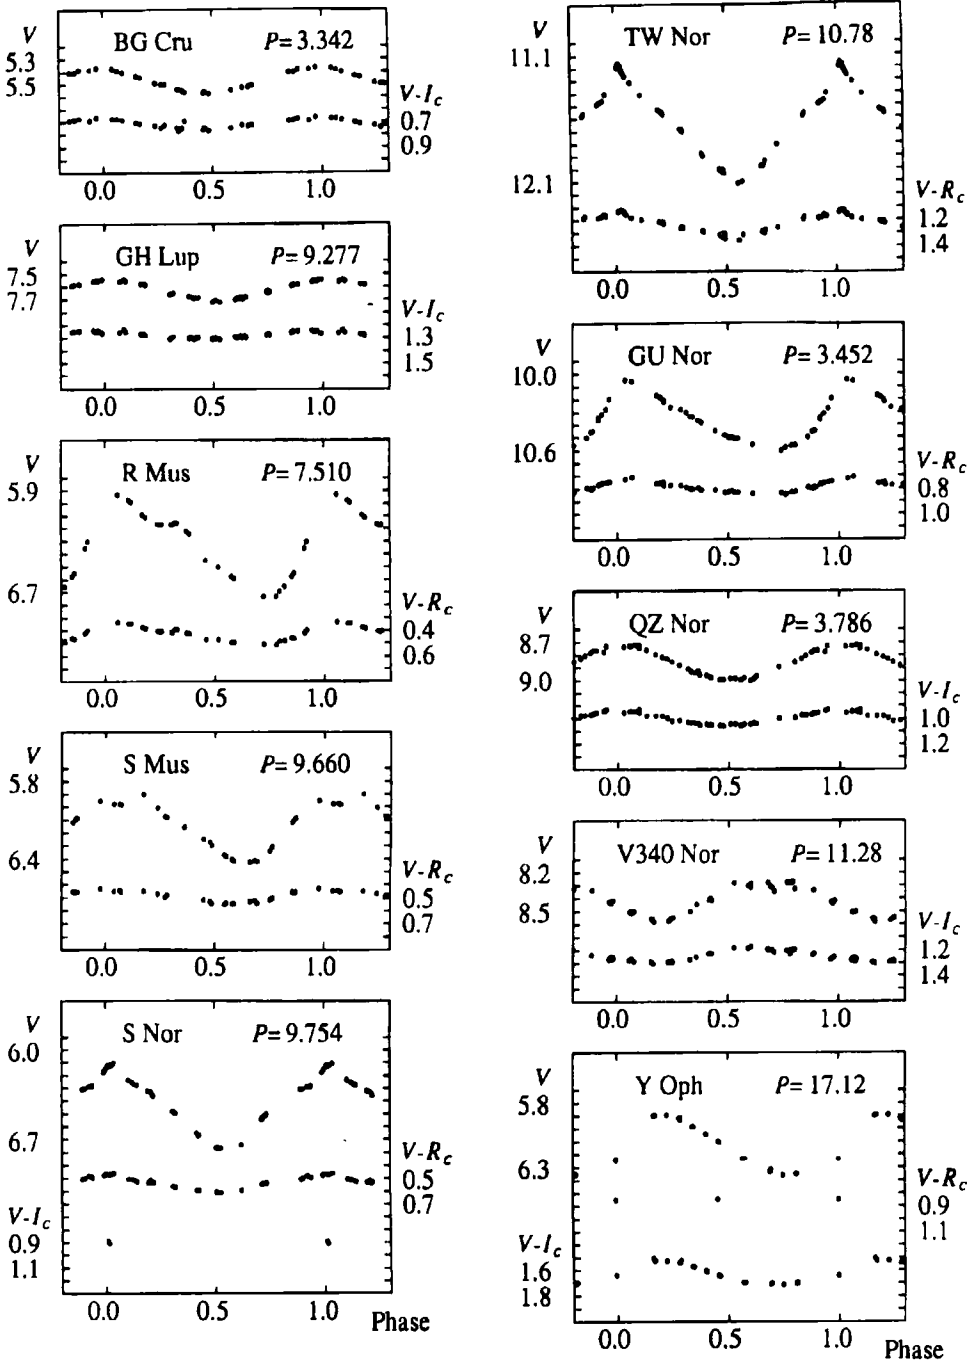 BG Cru P=3.342
V
5.3
5.5
V-Ic
0.7
0.9
0.0 0.5 1.0
GH Lup P=9.277
V
7.5
7.7
V-Ic
1.3
1.5
0.0 0.5 1.0
R Mus P=7.510
V
5.9
6.7
V-Rc
0.4
0.6
0.0 0.5 1.0
S Mus P=9.660
V
5.8
6.4
V-Rc
0.5
0.7
0.0 0.5 1.0
S Nor P=9.754
V
6.0
6.7
V-Rc
0.5
0.7
V-Ic
0.9
1.1
0.0 0.5 1.0
Phase
TW Nor P=10.78
V
11.1
12.1
V-Rc
1.2
1.4
0.0 0.5 1.0
GU Nor P=3.452
V
10.0
10.6
V-Rc
0.8
1.0
0.0 0.5 1.0
QZ Nor P=3.786
V
8.7
9.0
V-Ic
1.0
1.2
0.0 0.5 1.0
V340 Nor P=11.28
V
8.2
8.5
V-Ic
1.2
1.4
0.0 0.5 1.0
Y Oph P=17.12
V
5.8
6.3
V-Rc
0.9
1.1
V-Ic
1.6
1.8
0.0 0.5 1.0
Phase